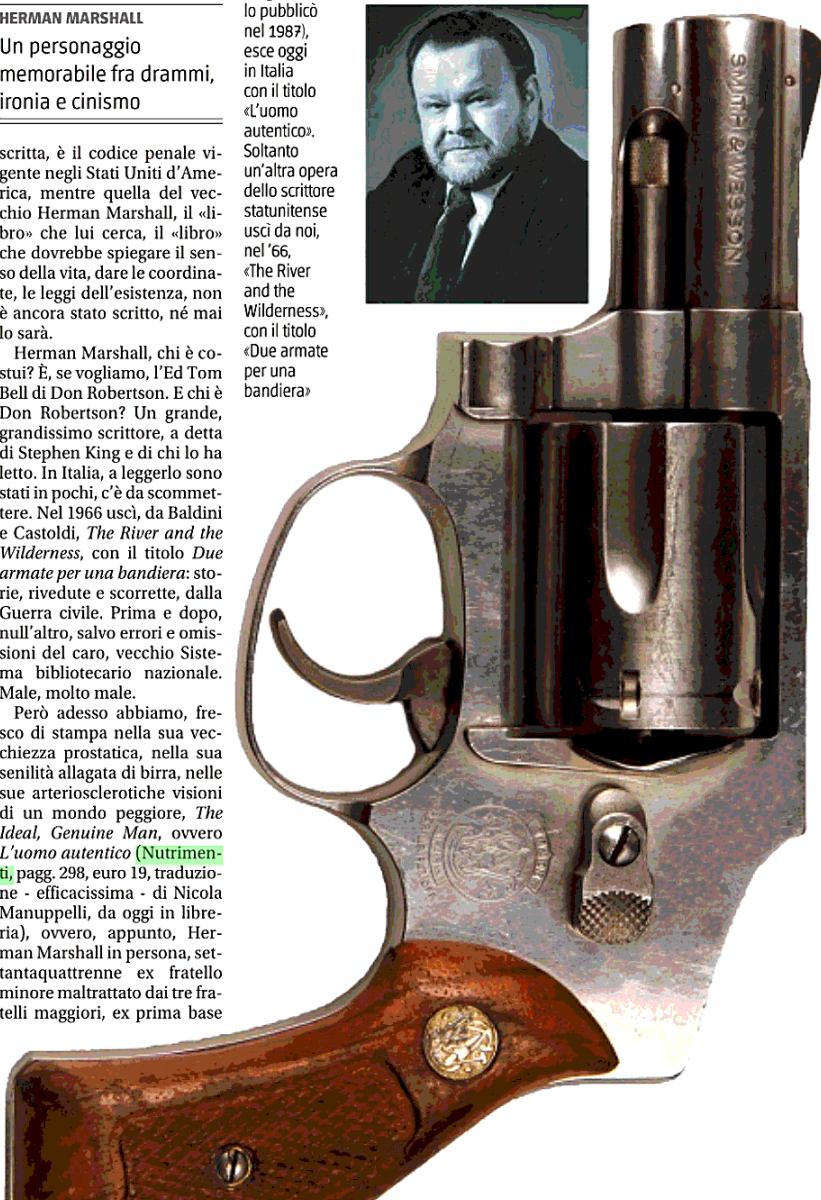 HERMAN MARSHALL
Un personaggio
memorabile fra drammi,
ironia e cinismo
scritta, è il codice penale vi-
gente negli Stati Uniti d'Ame-
rica, mentre quella del vec-
chio Herman Marshall, il «li-
bro» che lui cerca, il «libro»
che dovrebbe spiegare il sen-
so della vita, dare le coordina-
te, le leggi dell'esistenza, non
è ancora stato scritto, né mai
lo sarà.
Herman Marshall, chi è co-
stui? È, se vogliamo, l'Ed Tom
Bell di Don Robertson. E chi è
Don Robertson? Un grande,
grandissimo scrittore, a detta
di Stephen King e di chi lo ha
letto. In Italia, a leggerlo sono
stati in pochi, c'è da scommet-
tere. Nel 1966 uscì, da Baldini
e Castoldi, The River and the
Wilderness, con il titolo Due
armate per una bandiera: sto-
rie, rivedute e scorrette, dalla
Guerra civile. Prima e dopo,
null'altro, salvo errori e omis-
sioni del caro, vecchio Siste-
ma bibliotecario nazionale.
Male, molto male.
Però adesso abbiamo, fre-
sco di stampa nella sua vec-
chiezza prostatica, nella sua
senilità allagata di birra, nelle
sue arteriosclerotiche visioni
di un mondo peggiore, The
Ideal, Genuine Man, ovvero
L'uomo autentico (Nutrimen-
ti, pagg. 298, euro 19, traduzio-
ne - efficacissima - di Nicola
Manuppelli, da oggi in libre-
ria), ovvero, appunto, Her-
man Marshall in persona, set-
tantaquattrenne ex fratello
minore maltrattato dai tre fra-
telli maggiori, ex prima base
lo pubblicò
nel 1987),
esce oggi
in Italia
con il titolo
«L'uomo
autentico».
Soltanto
un'altra opera
dello scrittore
statunitense
uscì da noi,
nel '66,
«The River
and the
Wilderness»,
con il titolo
«Due armate
per una
bandiera»
SMITH & WESSON